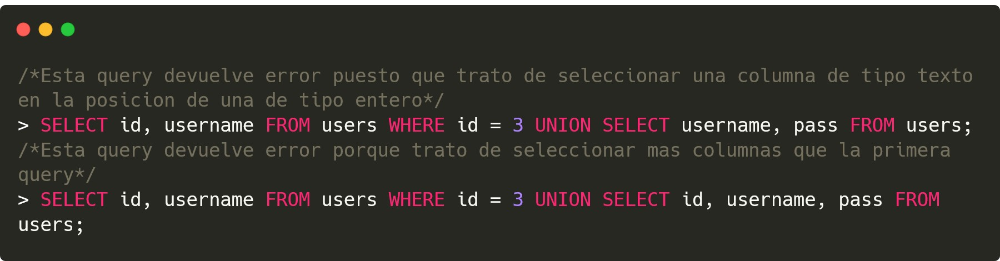 /*Esta query devuelve error puesto que trato de seleccionar una columna de tipo texto
en la posicion de una de tipo entero*/
> SELECT id, username FROM users WHERE id = 3 UNION SELECT username, pass FROM users;
/*Esta query devuelve error porque trato de seleccionar mas columnas que la primera
query*/
> SELECT id, username FROM users WHERE id = 3 UNION SELECT id, username, pass FROM
users;